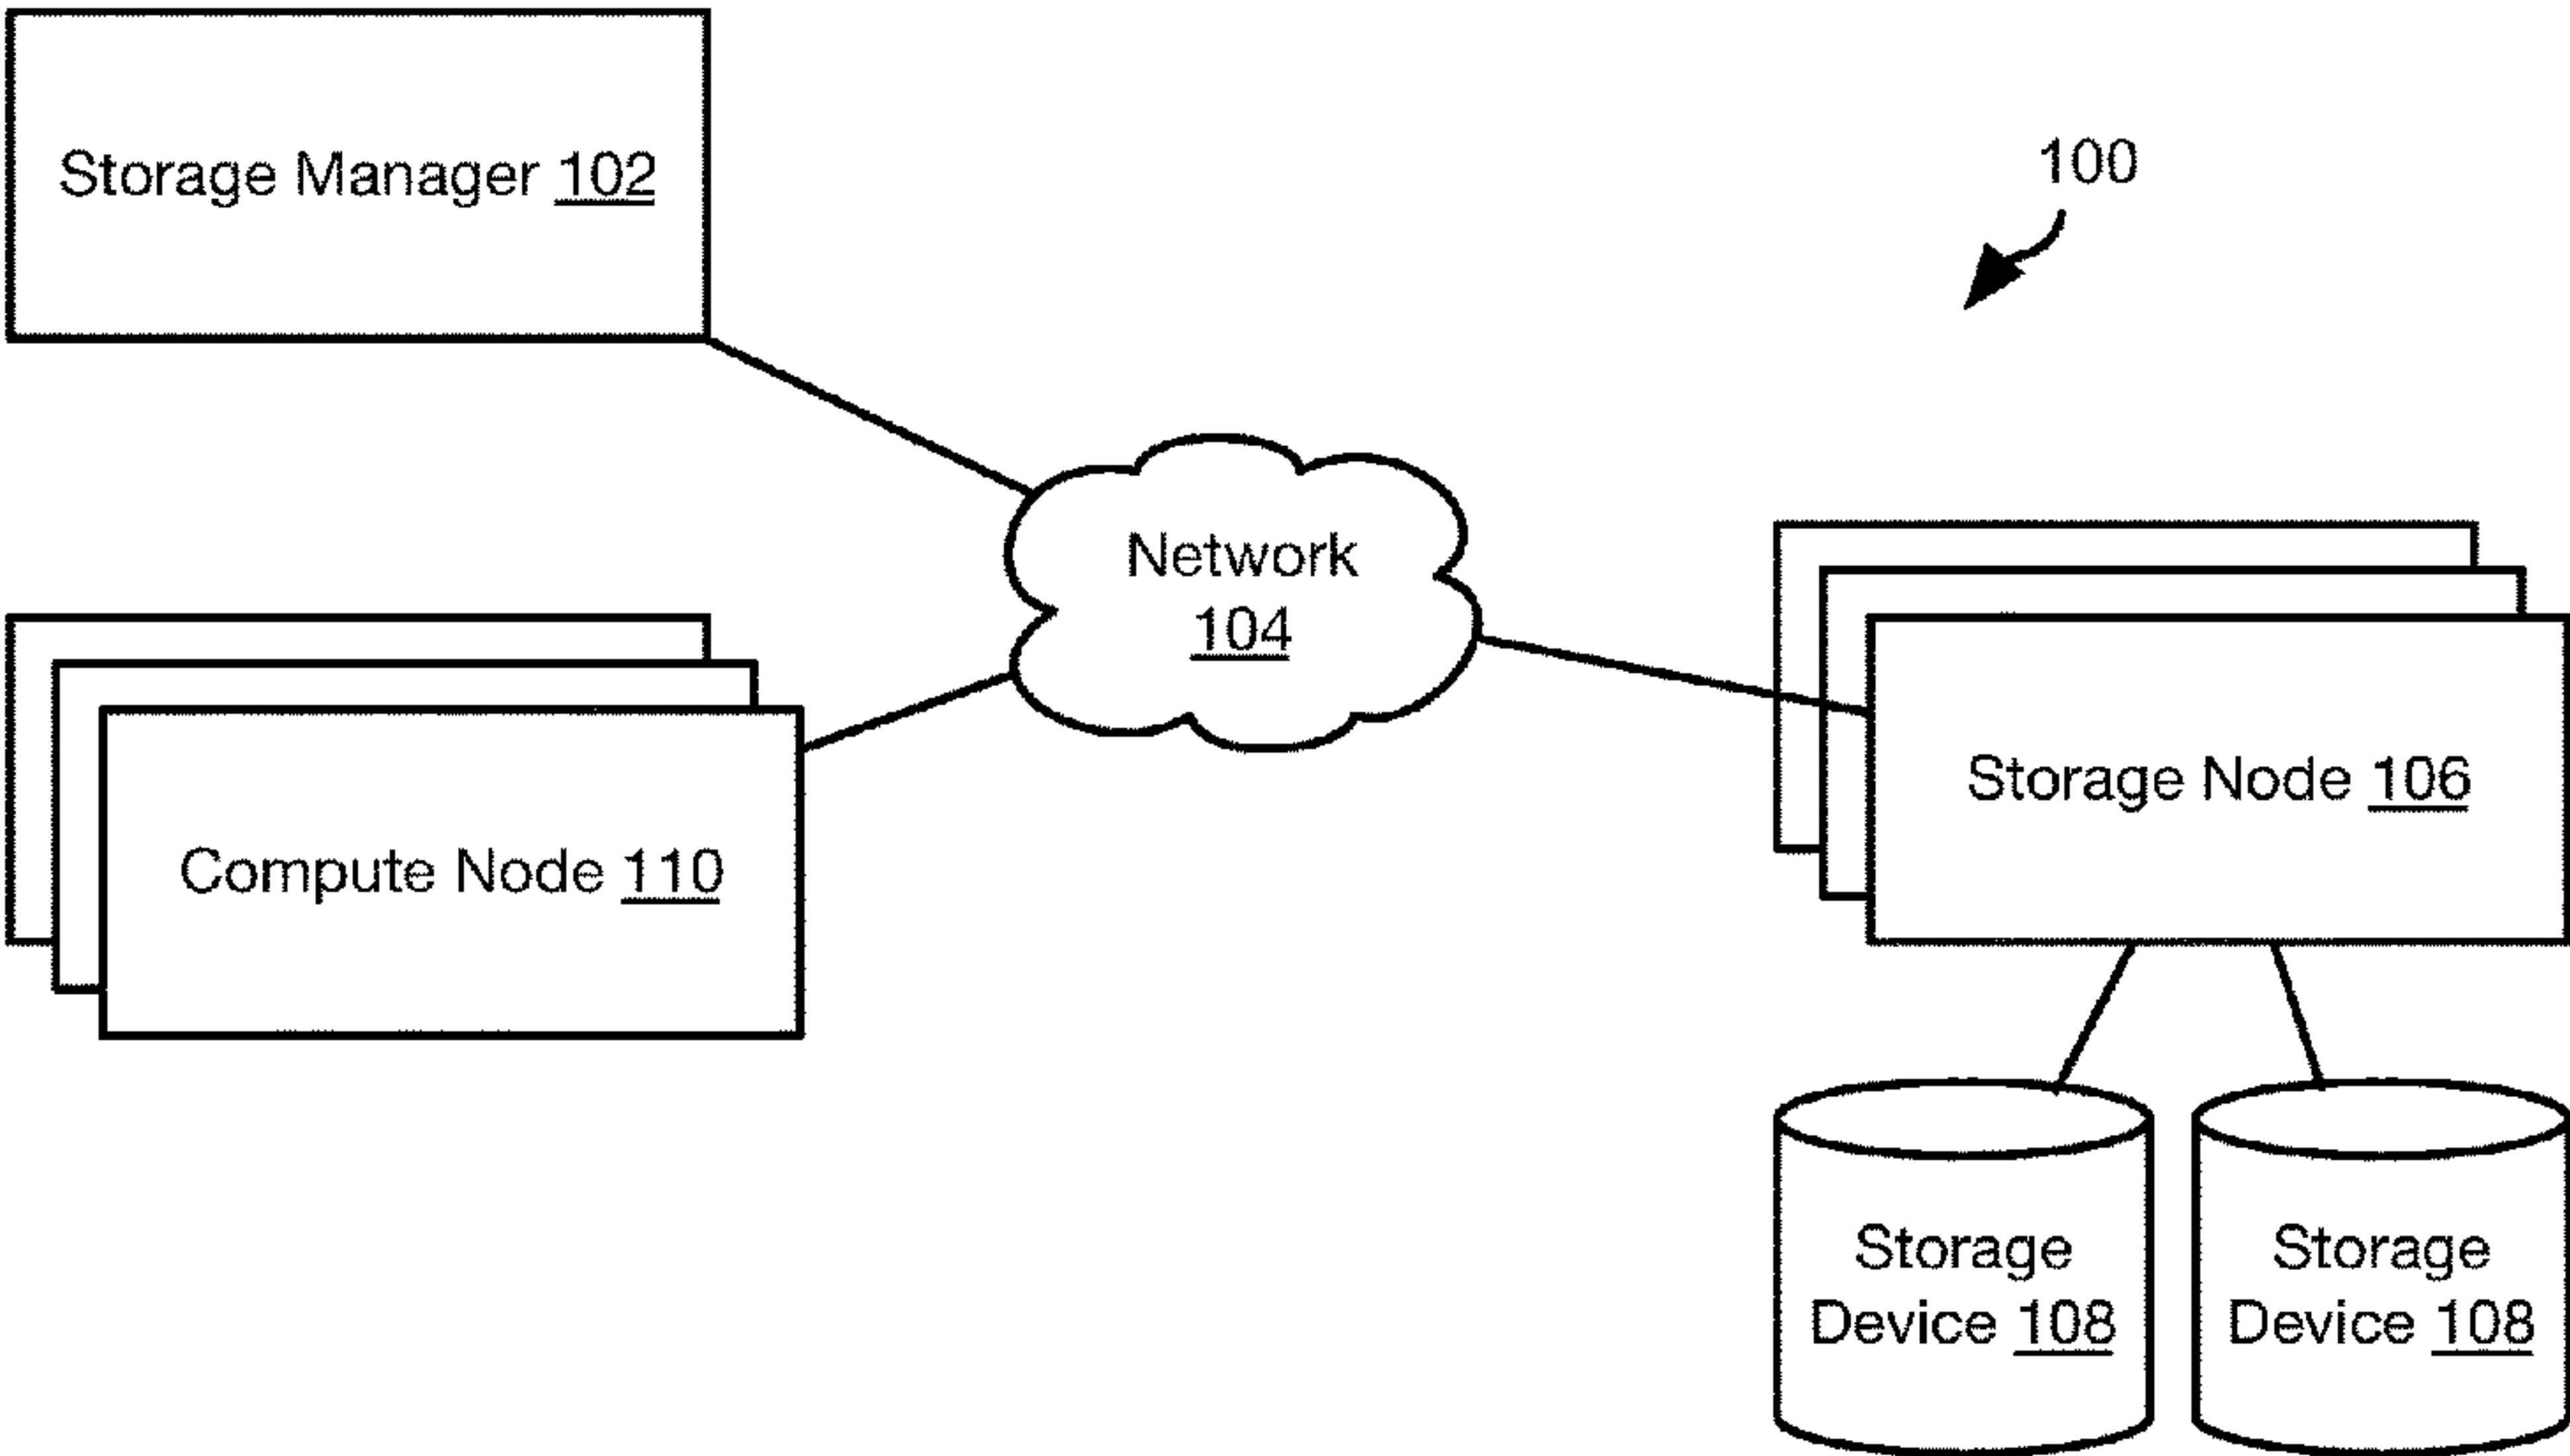 Storage Manager 102
100
Network
104
Storage Node 106
Compute Node 110
Storage
Device 108
Storage
Device 108